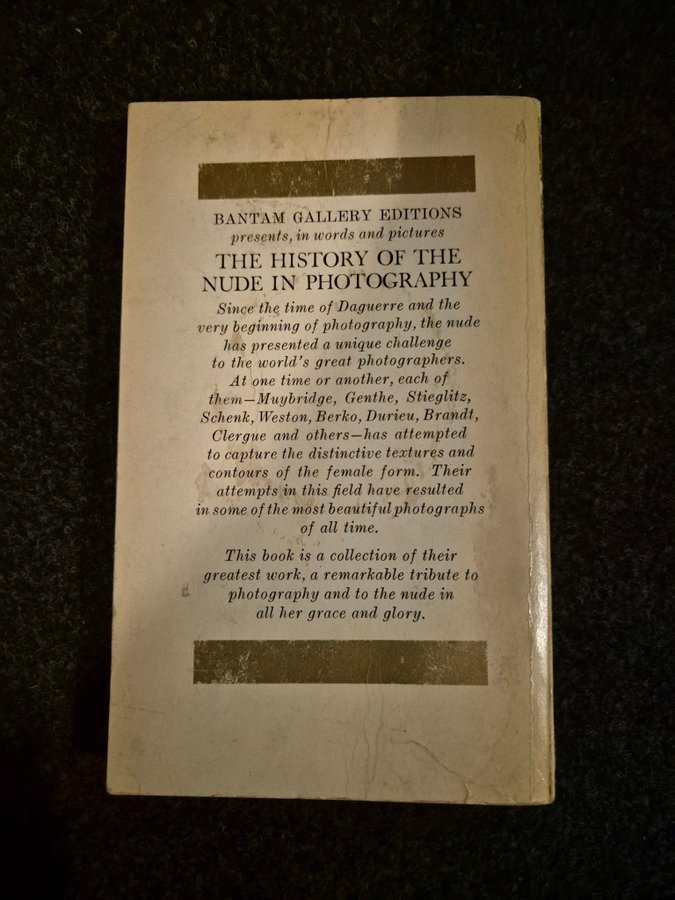 BANTAM GALLERY EDITIONS
presents, in words and pictures
THE HISTORY OF THE
NUDE IN PHOTOGRAPHY
Since the time of Daguerre and the
very beginning of photography, the nude
has presented a unique challenge
to the world's great photographers.
At one time or another, each of
them—Muybridge, Genthe, Stieglitz,
Schenk, Weston, Berko, Durieu, Brandt,
Clergue and others—has attempted
to capture the distinctive textures and
contours of the female form. Their
attempts in this field have resulted
in some of the most beautiful photographs
of all time.
This book is a collection of their
greatest work, a remarkable tribute to
photography and to the nude in
all her grace and glory.